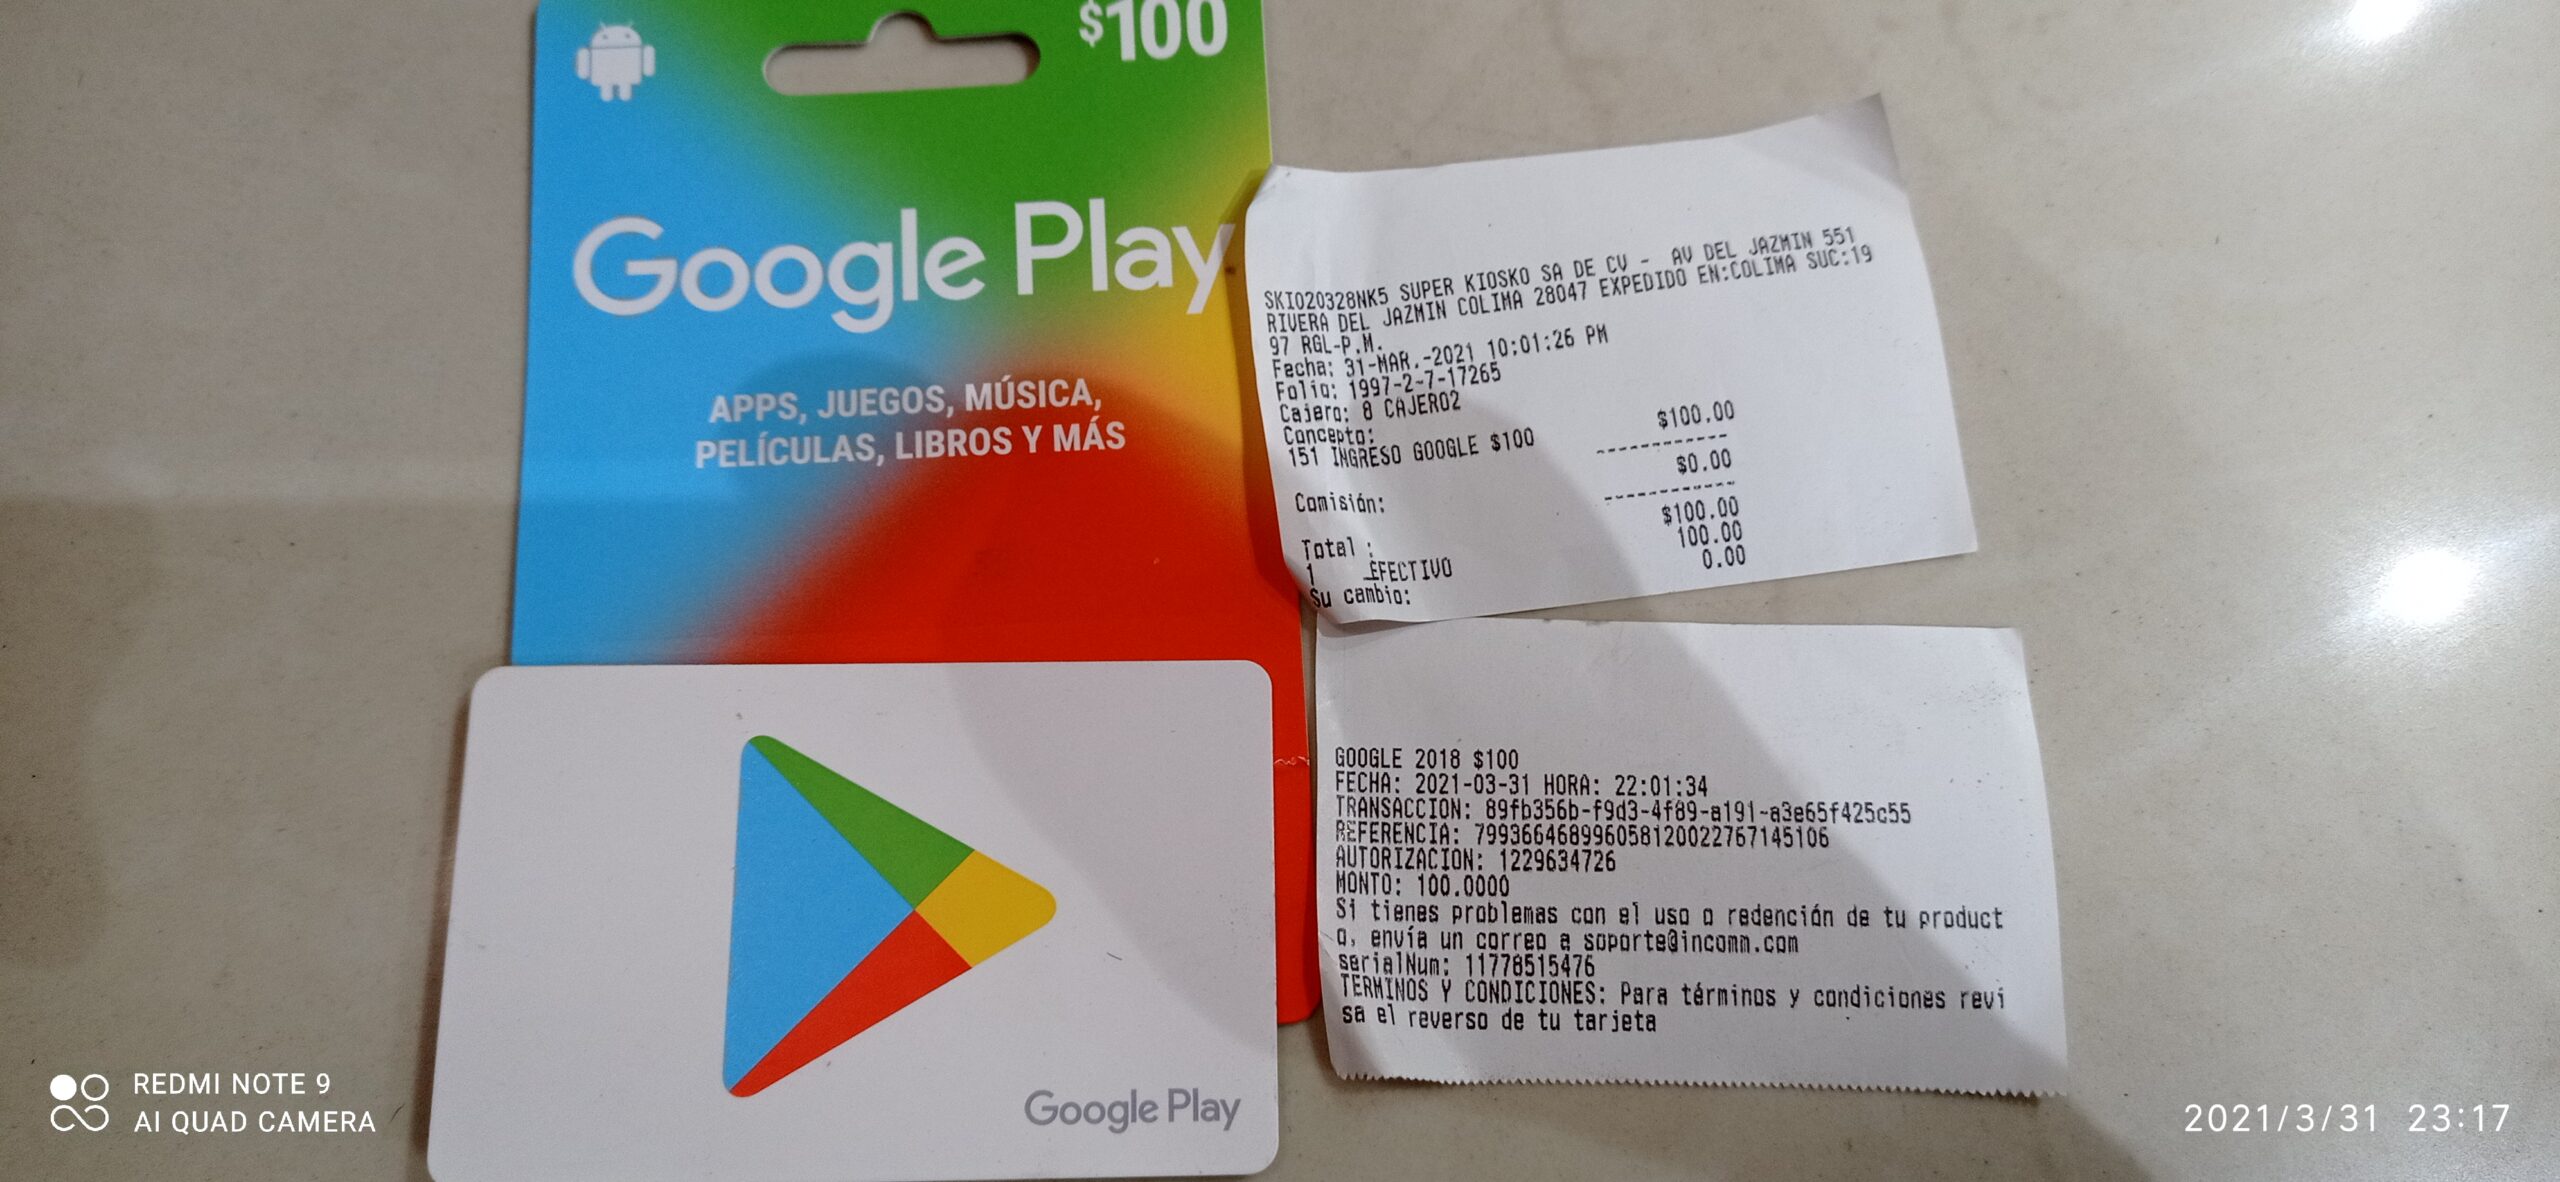 $100
Google Play
APPS, JUEGOS, MÚSICA,
PELÍCULAS, LIBROS Y MÁS
Google Play
SKI020328NK5 SUPER KIOSKO SA DE CV - AV DEL JAZMIN 551
RIVERA DEL JAZMIN COLIMA 28047 EXPEDIDO EN:COLIMA SUC:19
97 RGL-P.M.
Fecha: 31-MAR.-2021 10:01:26 PM
Folio: 1997-2-7-17265
Cajero: 8 CAJERO2
Concepto:
151 INGRESO GOOGLE $100 $100.00
-----------
Comisión: $0.00
-----------
Total : $100.00
1 EFECTIVO 100.00
Su cambio: 0.00
GOOGLE 2018 $100
FECHA: 2021-03-31 HORA: 22:01:34
TRANSACCION: 89fb356b-f9d3-4f89-a191-a3e65f425c55
REFERENCIA: 799366468996058120022767145106
AUTORIZACION: 1229634726
MONTO: 100.0000
Si tienes problemas con el uso o redención de tu product
o, envía un correo a soporte@incomm.com
serialNum: 11778515476
TERMINOS Y CONDICIONES: Para términos y condiciones revi
sa el reverso de tu tarjeta
REDMI NOTE 9
AI QUAD CAMERA
2021/3/31 23:17